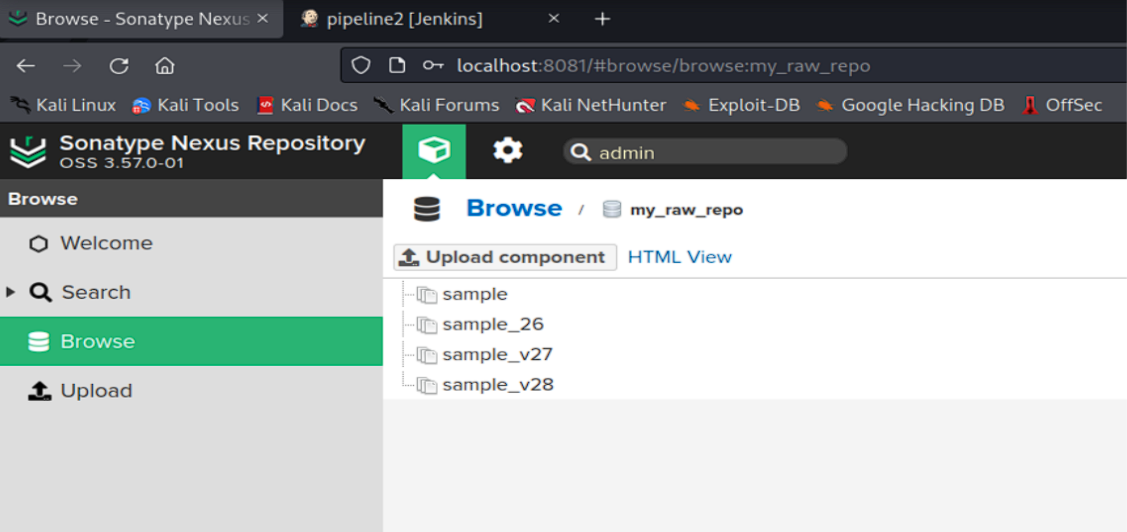 Browse - Sonatype Nexus
pipeline2 [Jenkins]
localhost:8081/#browse/browse:my_raw_repo
Kali Linux Kali Tools Kali Docs Kali Forums Kali NetHunter Exploit-DB Google Hacking DB OffSec
Sonatype Nexus Repository
OSS 3.57.0-01
admin
Browse
Welcome
Search
Browse
Upload
Browse / my_raw_repo
Upload component HTML View
sample
sample_26
sample_v27
sample_v28